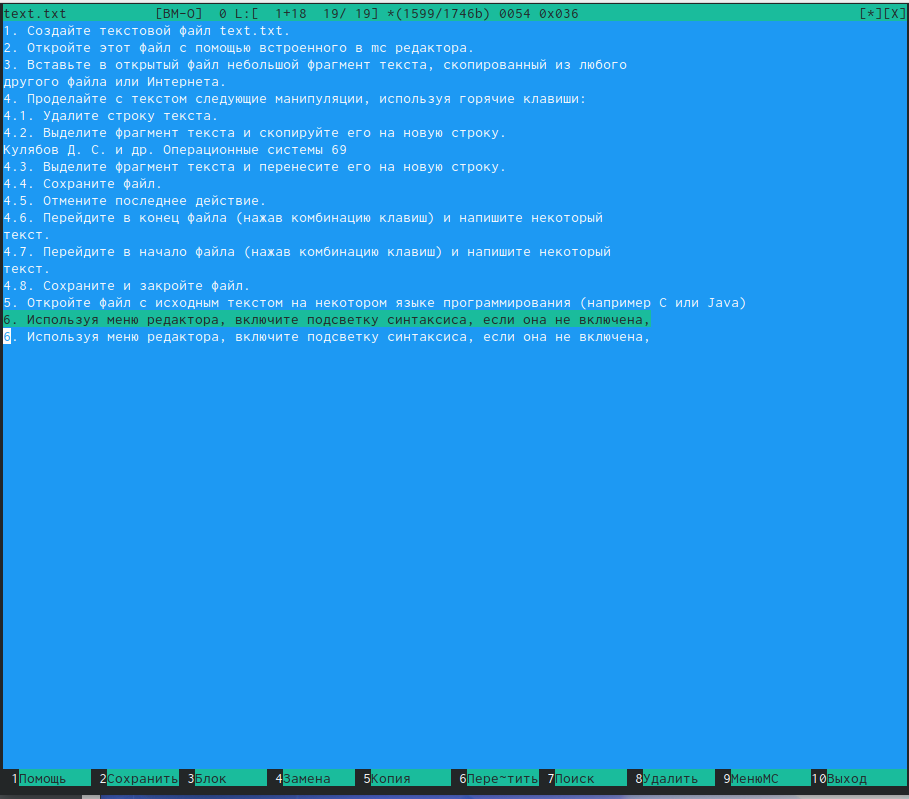 text.txt [BM-O] 0 L:[ 1+18 19/ 19] *(1599/1746b) 0054 0x036 [*][X]
1. Создайте текстовой файл text.txt.
2. Откройте этот файл с помощью встроенного в mc редактора.
3. Вставьте в открытый файл небольшой фрагмент текста, скопированный из любого
другого файла или Интернета.
4. Проделайте с текстом следующие манипуляции, используя горячие клавиши:
4.1. Удалите строку текста.
4.2. Выделите фрагмент текста и скопируйте его на новую строку.
Кулябов Д. С. и др. Операционные системы 69
4.3. Выделите фрагмент текста и перенесите его на новую строку.
4.4. Сохраните файл.
4.5. Отмените последнее действие.
4.6. Перейдите в конец файла (нажав комбинацию клавиш) и напишите некоторый
текст.
4.7. Перейдите в начало файла (нажав комбинацию клавиш) и напишите некоторый
текст.
4.8. Сохраните и закройте файл.
5. Откройте файл с исходным текстом на некотором языке программирования (например C или Java)
6. Используя меню редактора, включите подсветку синтаксиса, если она не включена,
6. Используя меню редактора, включите подсветку синтаксиса, если она не включена,
1Помощь 2Сохранить 3Блок 4Замена 5Копия 6Пере~тить 7Поиск 8Удалить 9МенюMC 10Выход